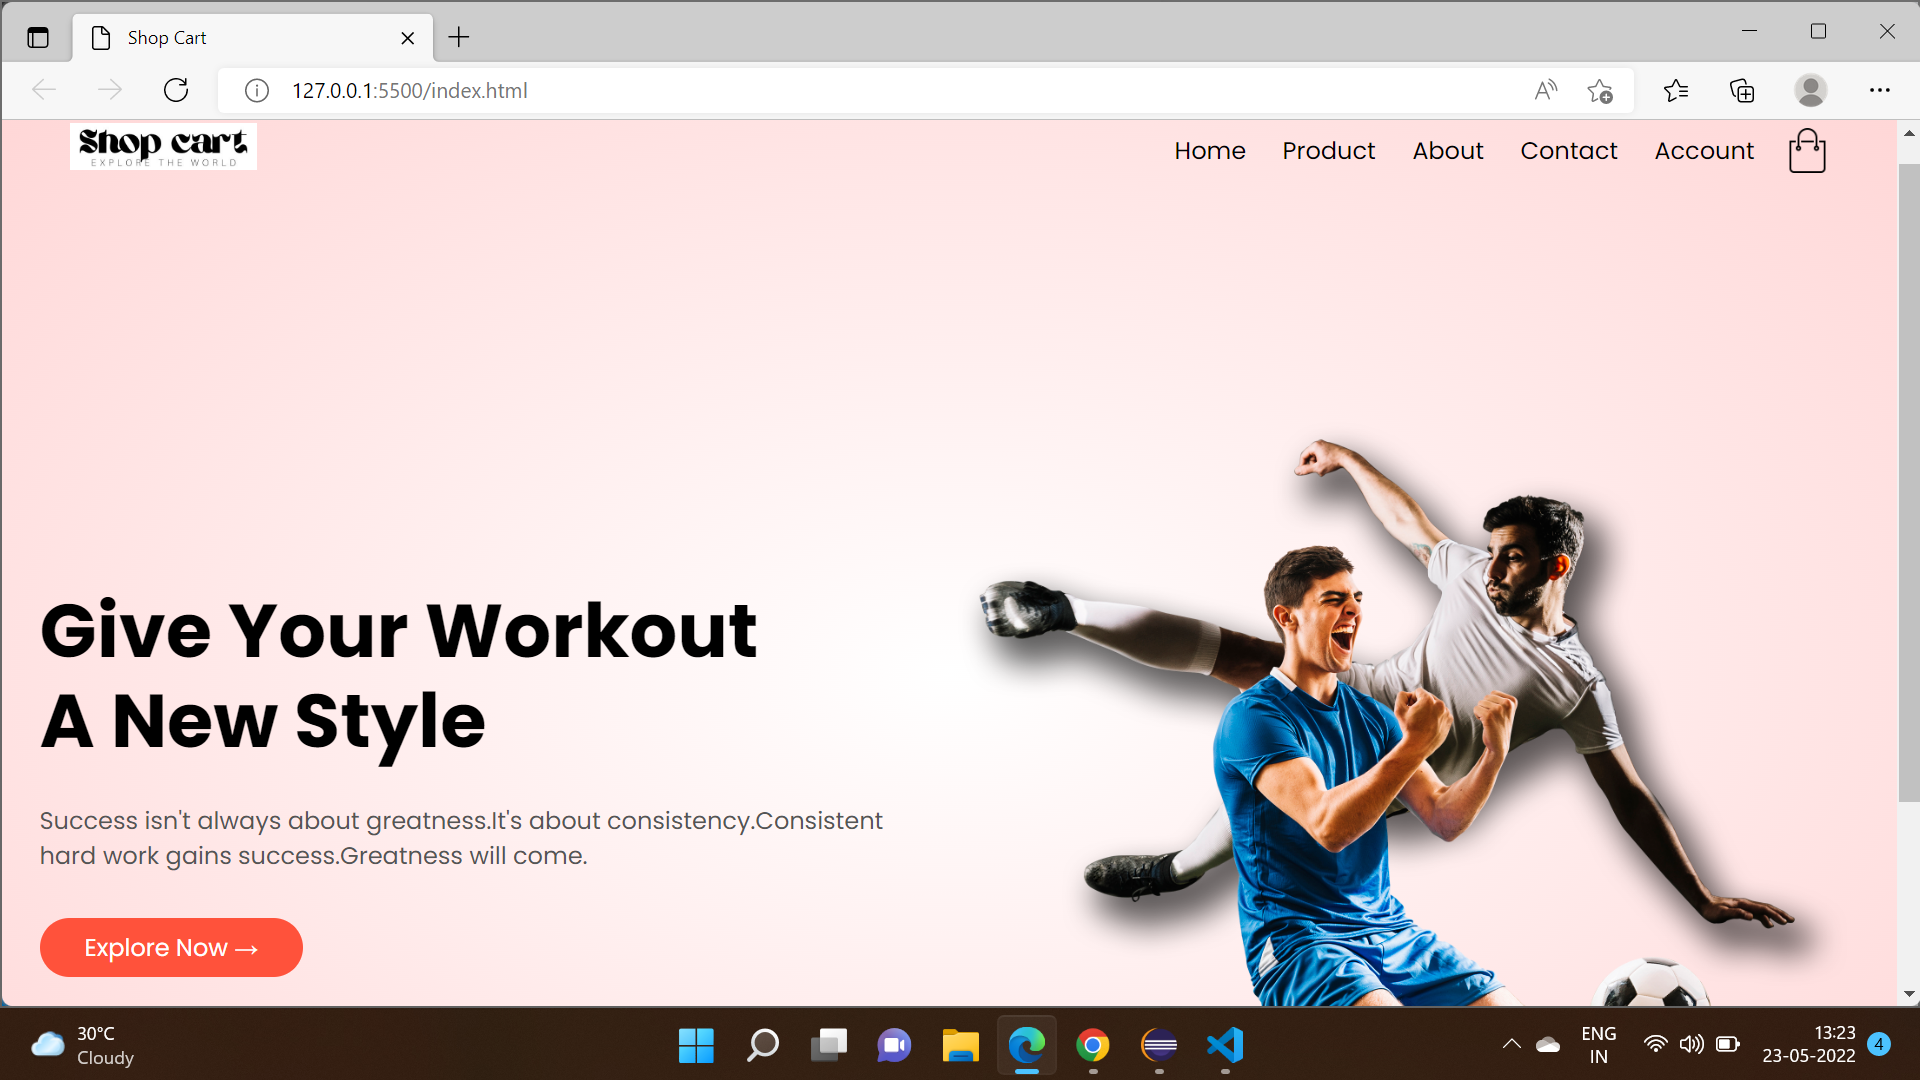 Shop Cart
127.0.0.1:5500/index.html
Shop cart
EXPLORE THE WORLD
Home Product About Contact Account
Give Your Workout
A New Style
Success isn't always about greatness.It's about consistency.Consistent
hard work gains success.Greatness will come.
Explore Now →
30°C
Cloudy
ENG
IN
13:23
23-05-2022
4